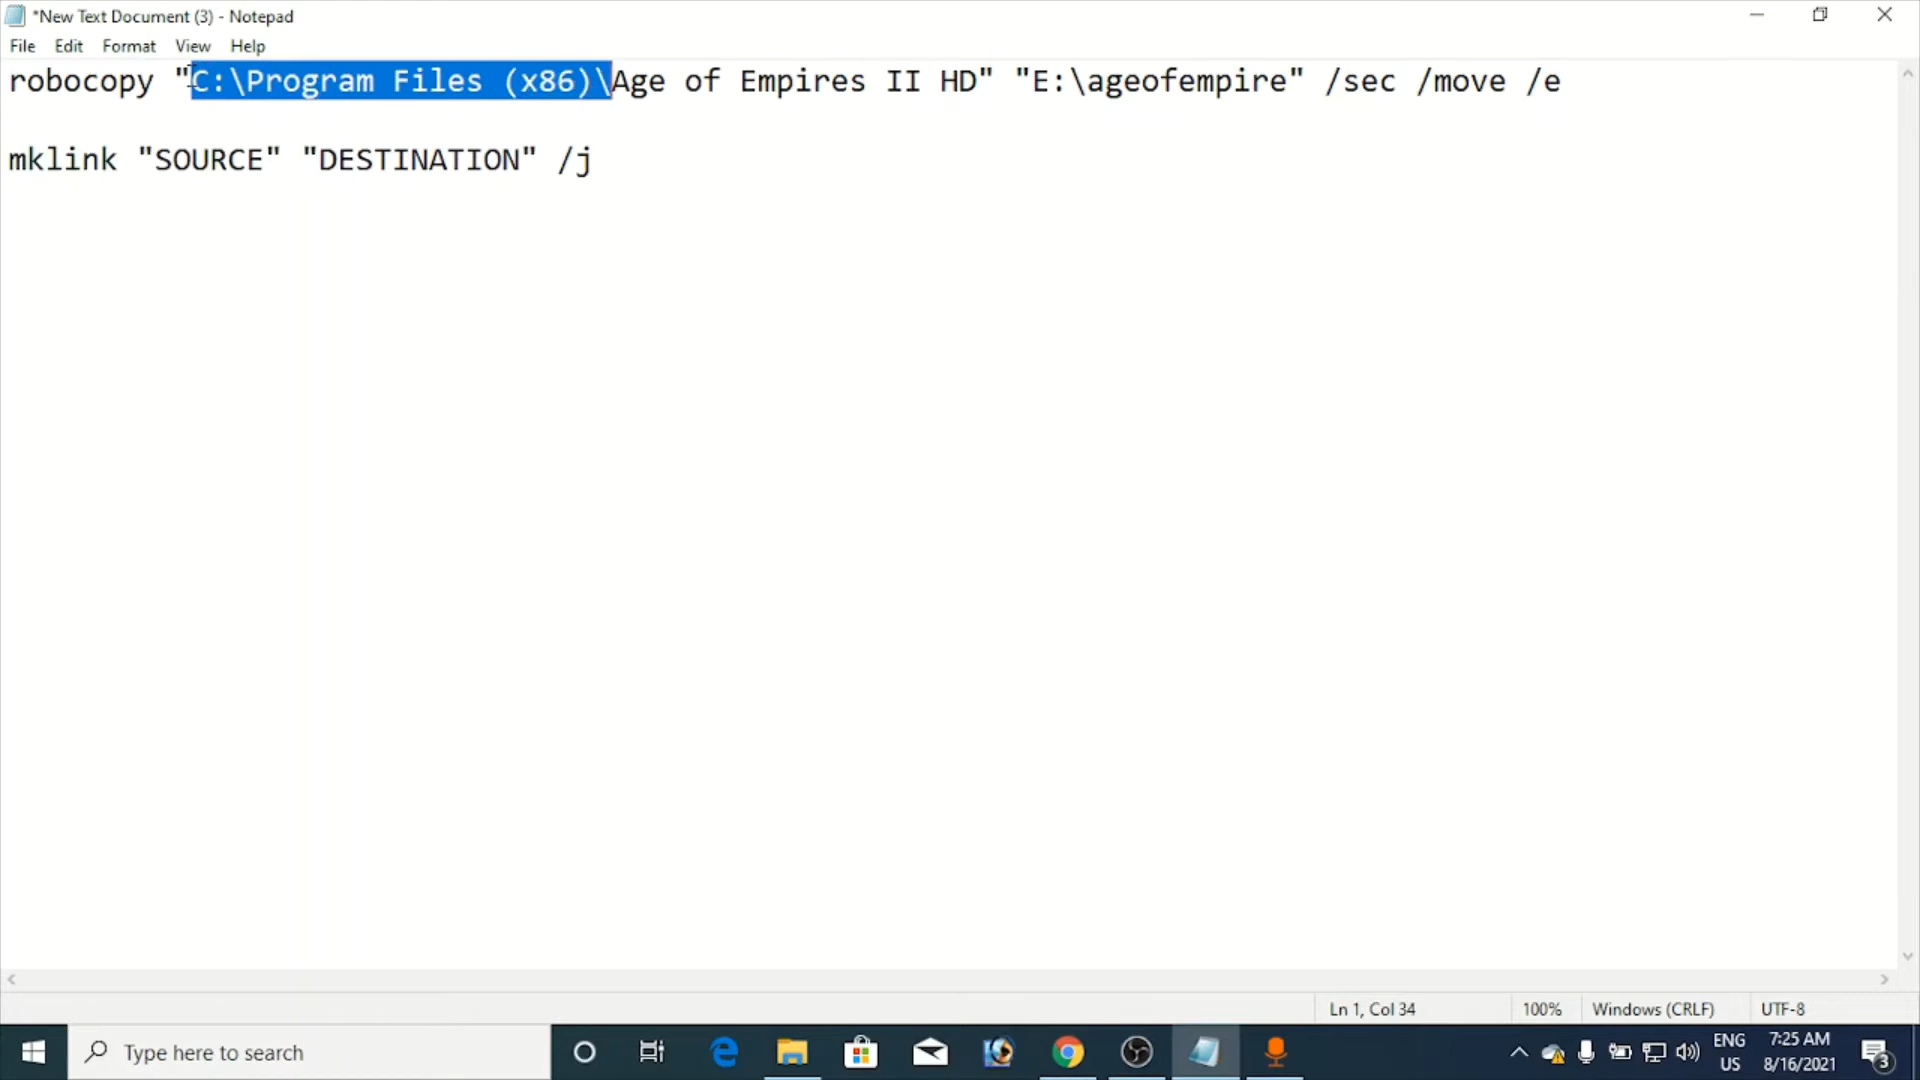 *New Text Document (3) - Notepad
File Edit Format View Help
robocopy "C:\Program Files (x86)\Age of Empires II HD" "E:\ageofempire" /sec /move /e
mklink "SOURCE" "DESTINATION" /j
Ln 1, Col 34 100% Windows (CRLF) UTF-8
Type here to search
ENG 7:25 AM
US 8/16/2021 3